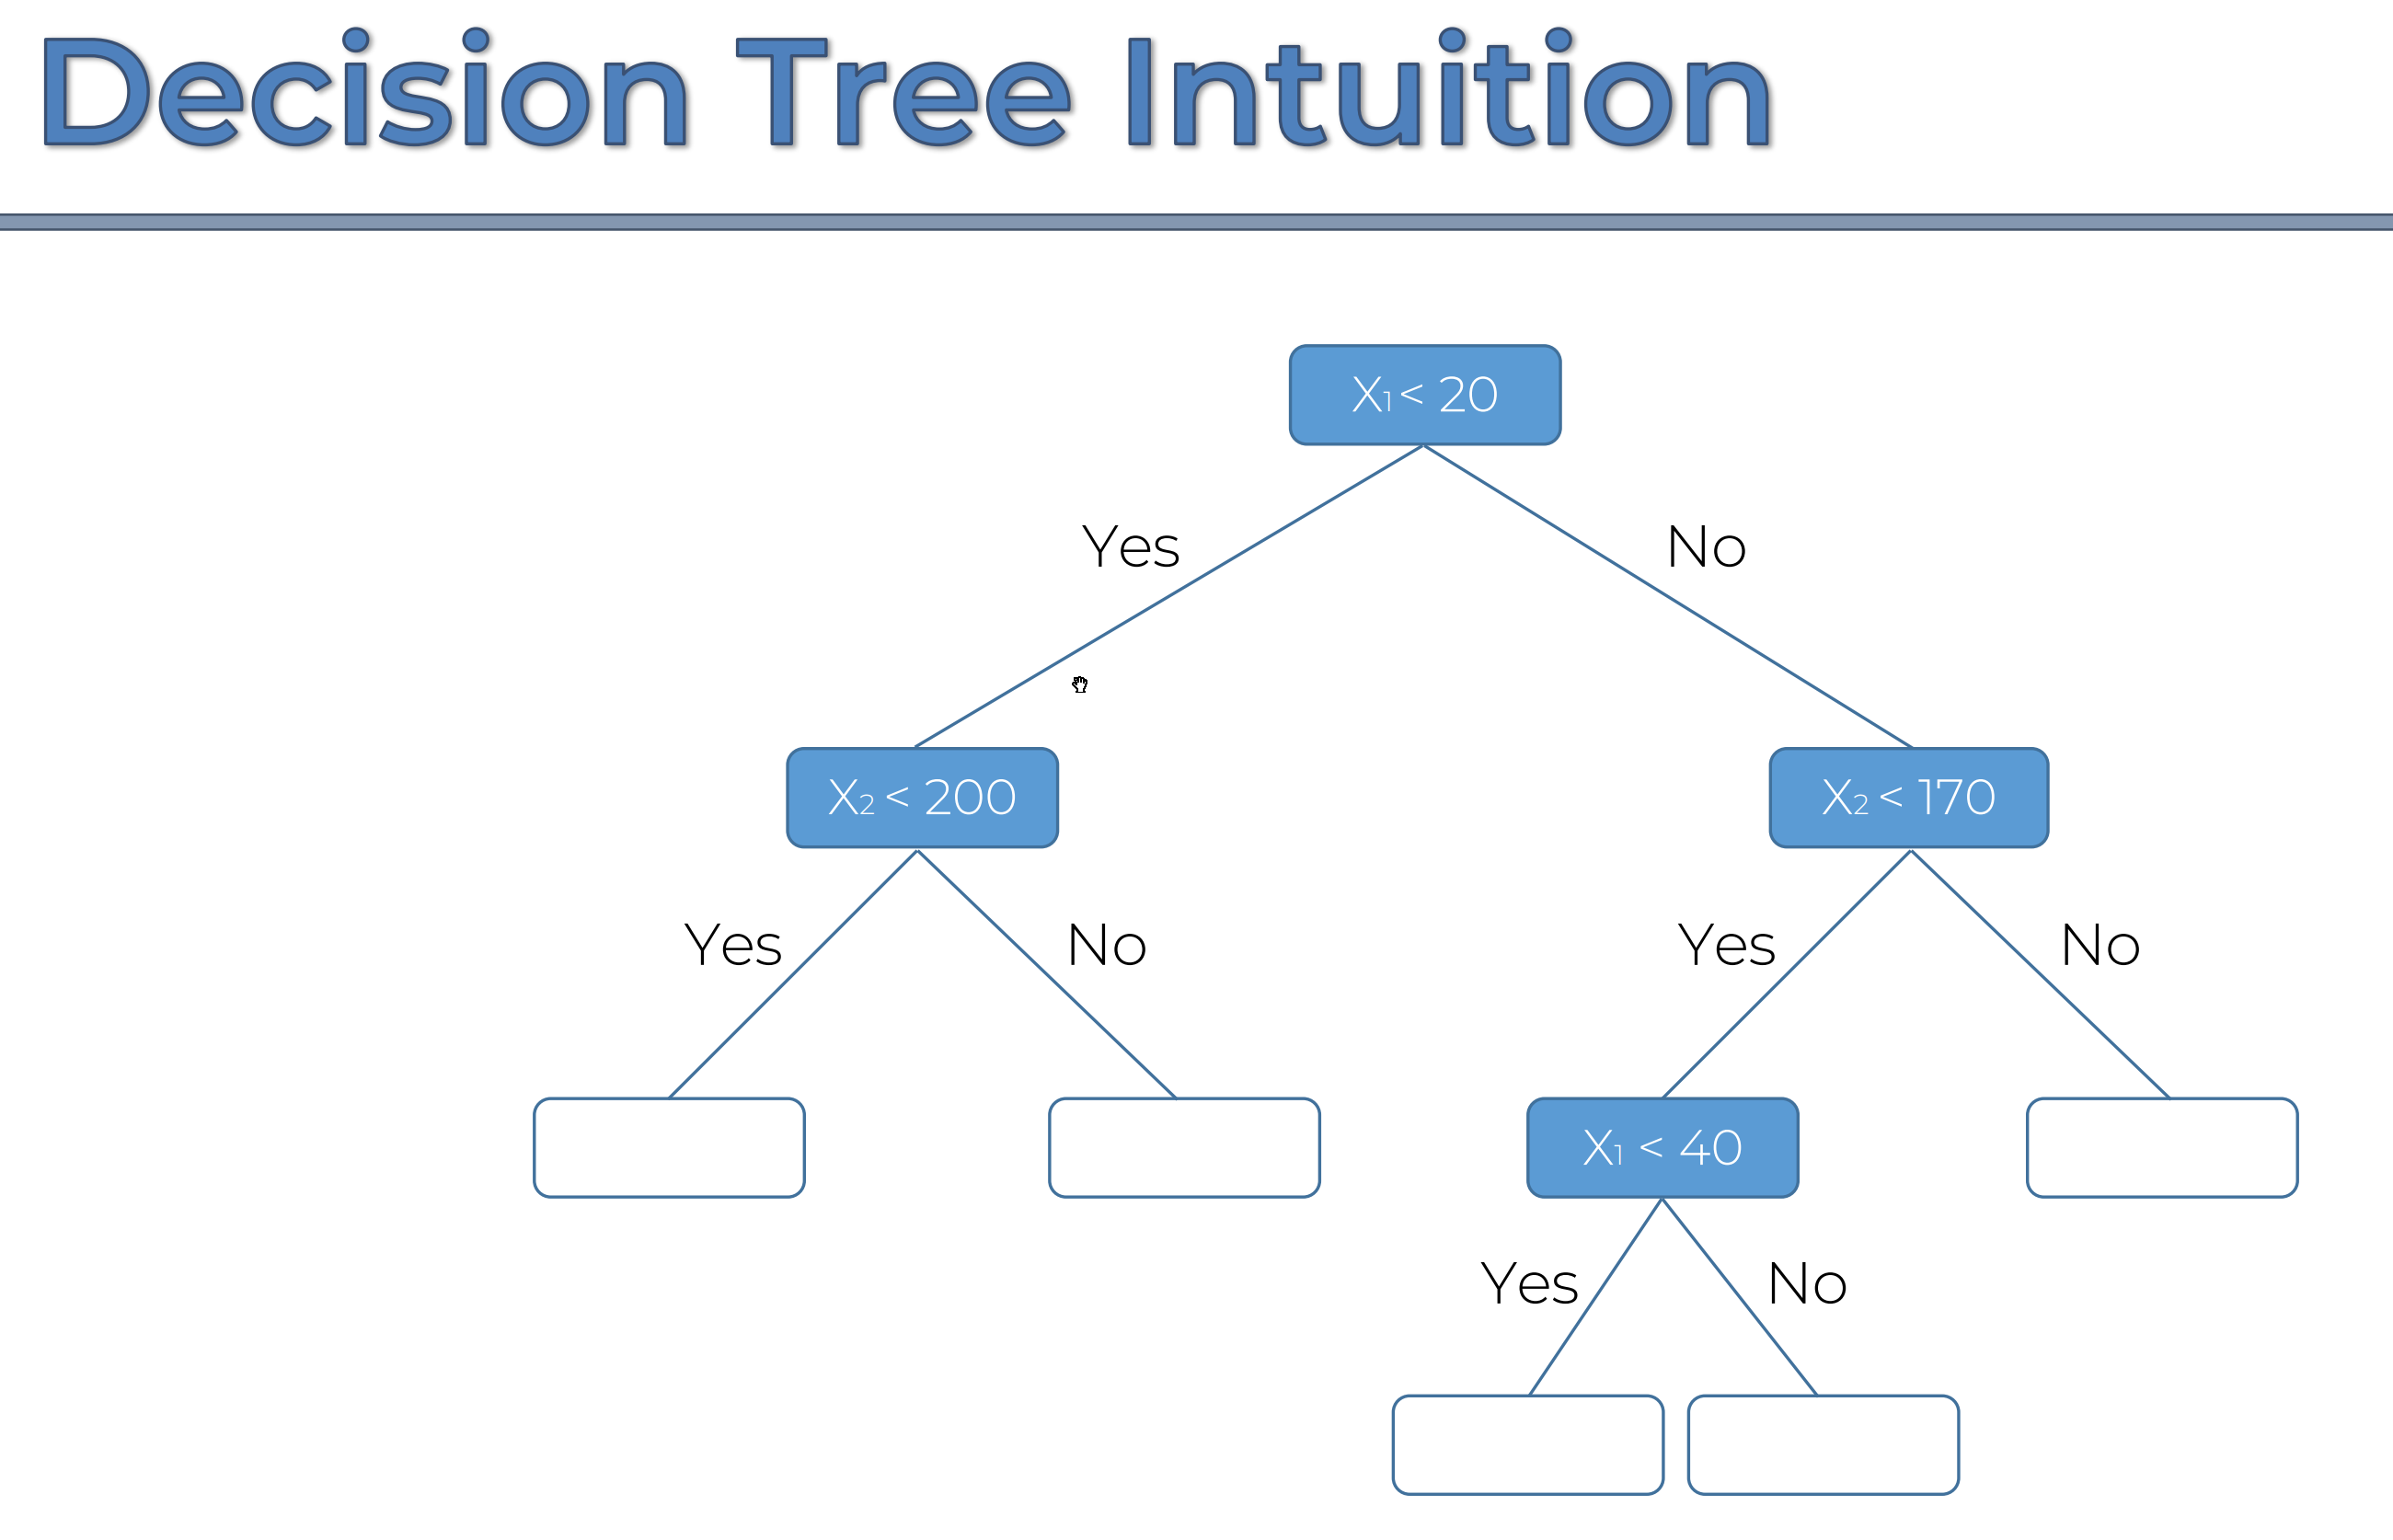 Decision Tree Intuition
X₁ < 20
Yes
No
X₂ < 200
X₂ < 170
Yes
No
Yes
No
X₁ < 40
Yes
No